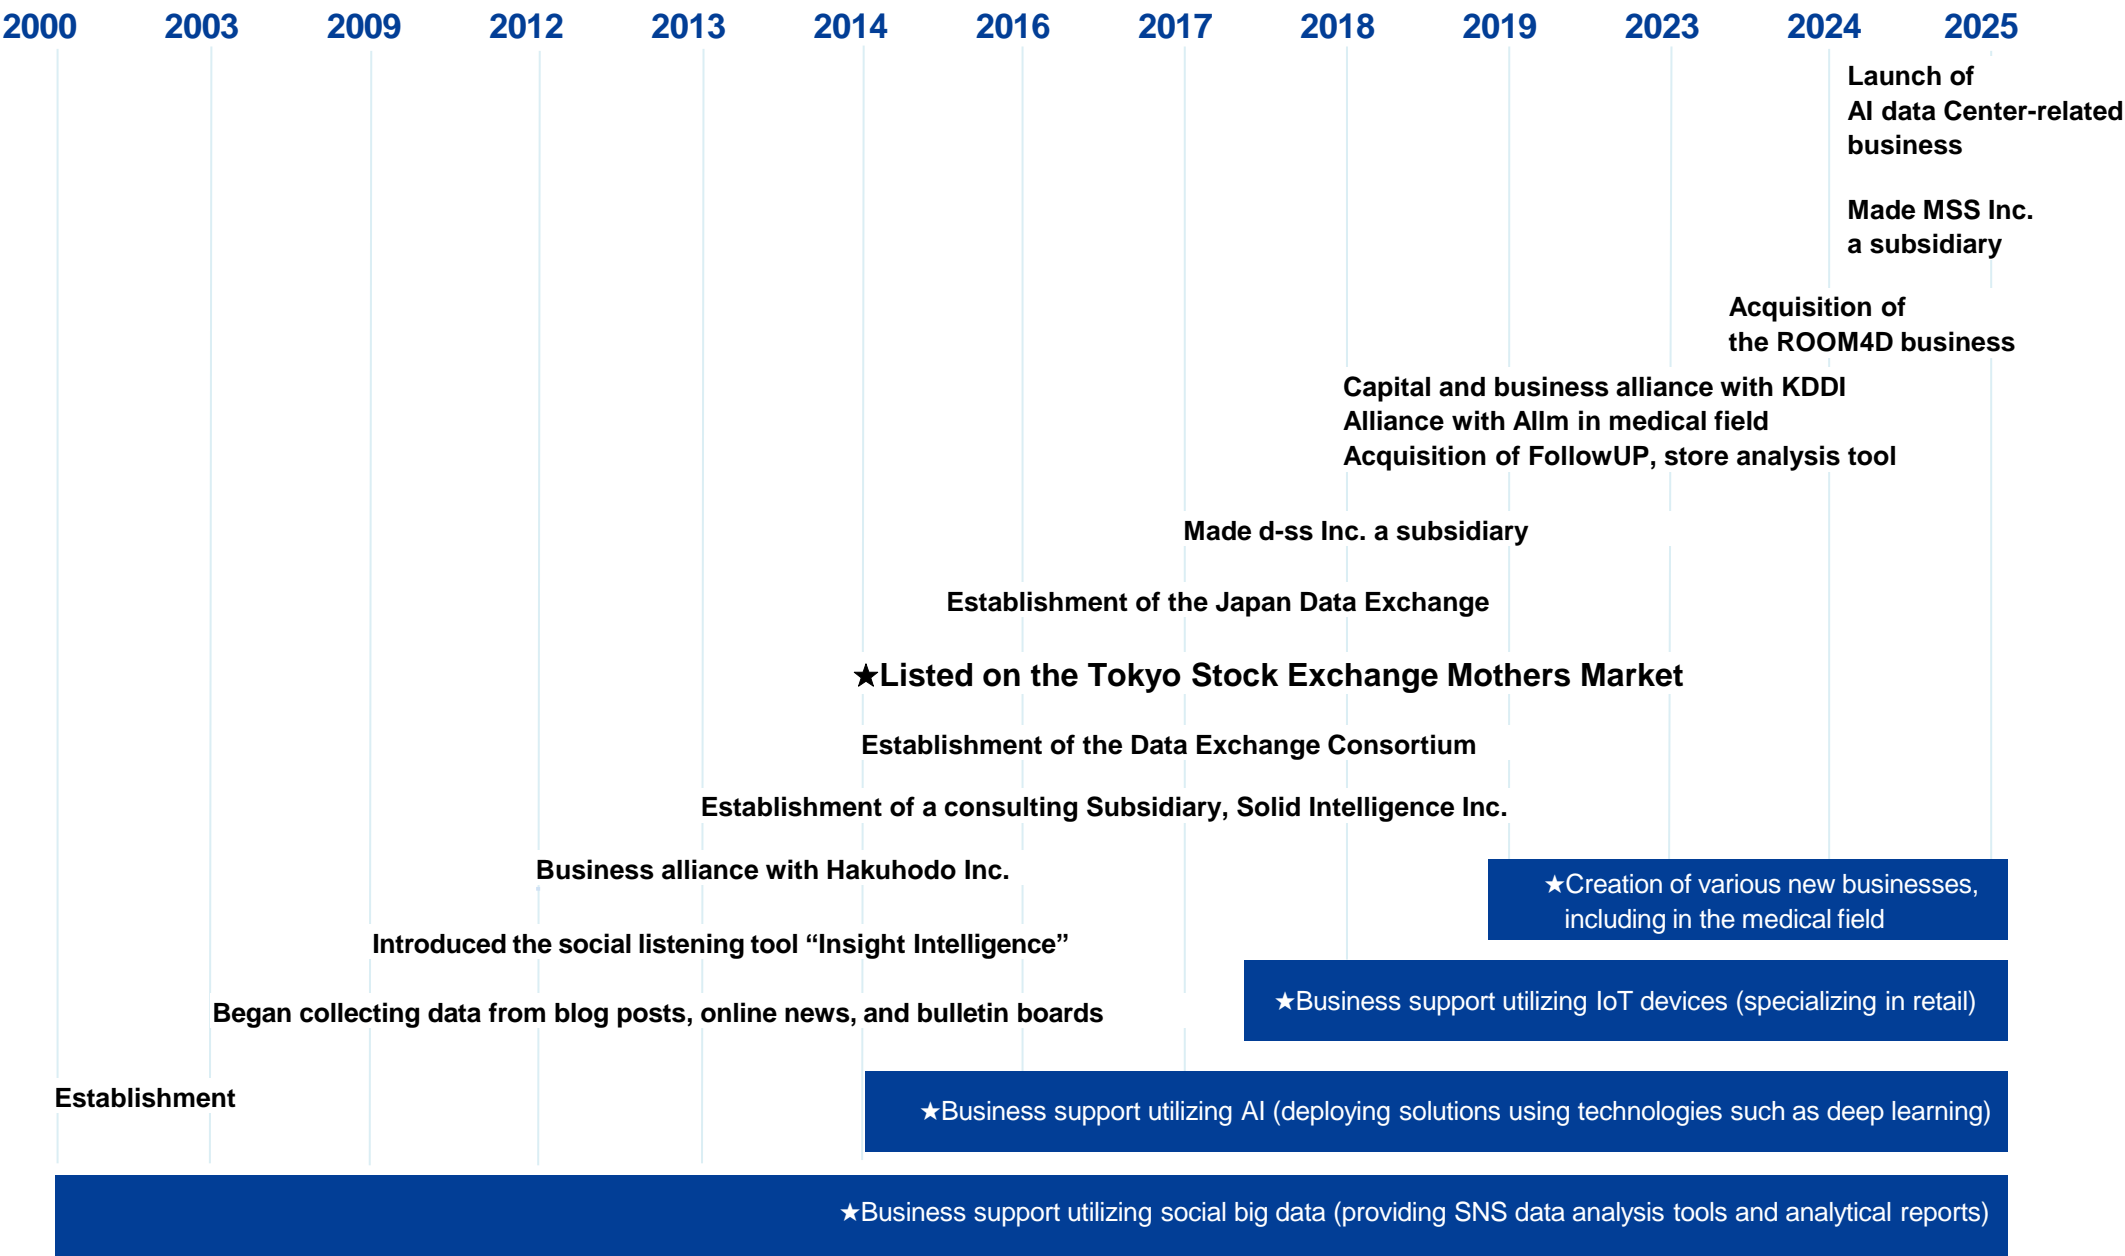 2000 2003 2009 2012 2013 2014 2016 2017 2018 2019 2023 2024 2025
Launch of
AI data Center-related
business
Made MSS Inc.
a subsidiary
Acquisition of
the ROOM4D business
Capital and business alliance with KDDI
Alliance with Allm in medical field
Acquisition of FollowUP, store analysis tool
Made d-ss Inc. a subsidiary
Establishment of the Japan Data Exchange
★Listed on the Tokyo Stock Exchange Mothers Market
Establishment of the Data Exchange Consortium
Establishment of a consulting Subsidiary, Solid Intelligence Inc.
Business alliance with Hakuhodo Inc.
★Creation of various new businesses,
including in the medical field
Introduced the social listening tool “Insight Intelligence”
★Business support utilizing IoT devices (specializing in retail)
Began collecting data from blog posts, online news, and bulletin boards
Establishment
★Business support utilizing AI (deploying solutions using technologies such as deep learning)
★Business support utilizing social big data (providing SNS data analysis tools and analytical reports)